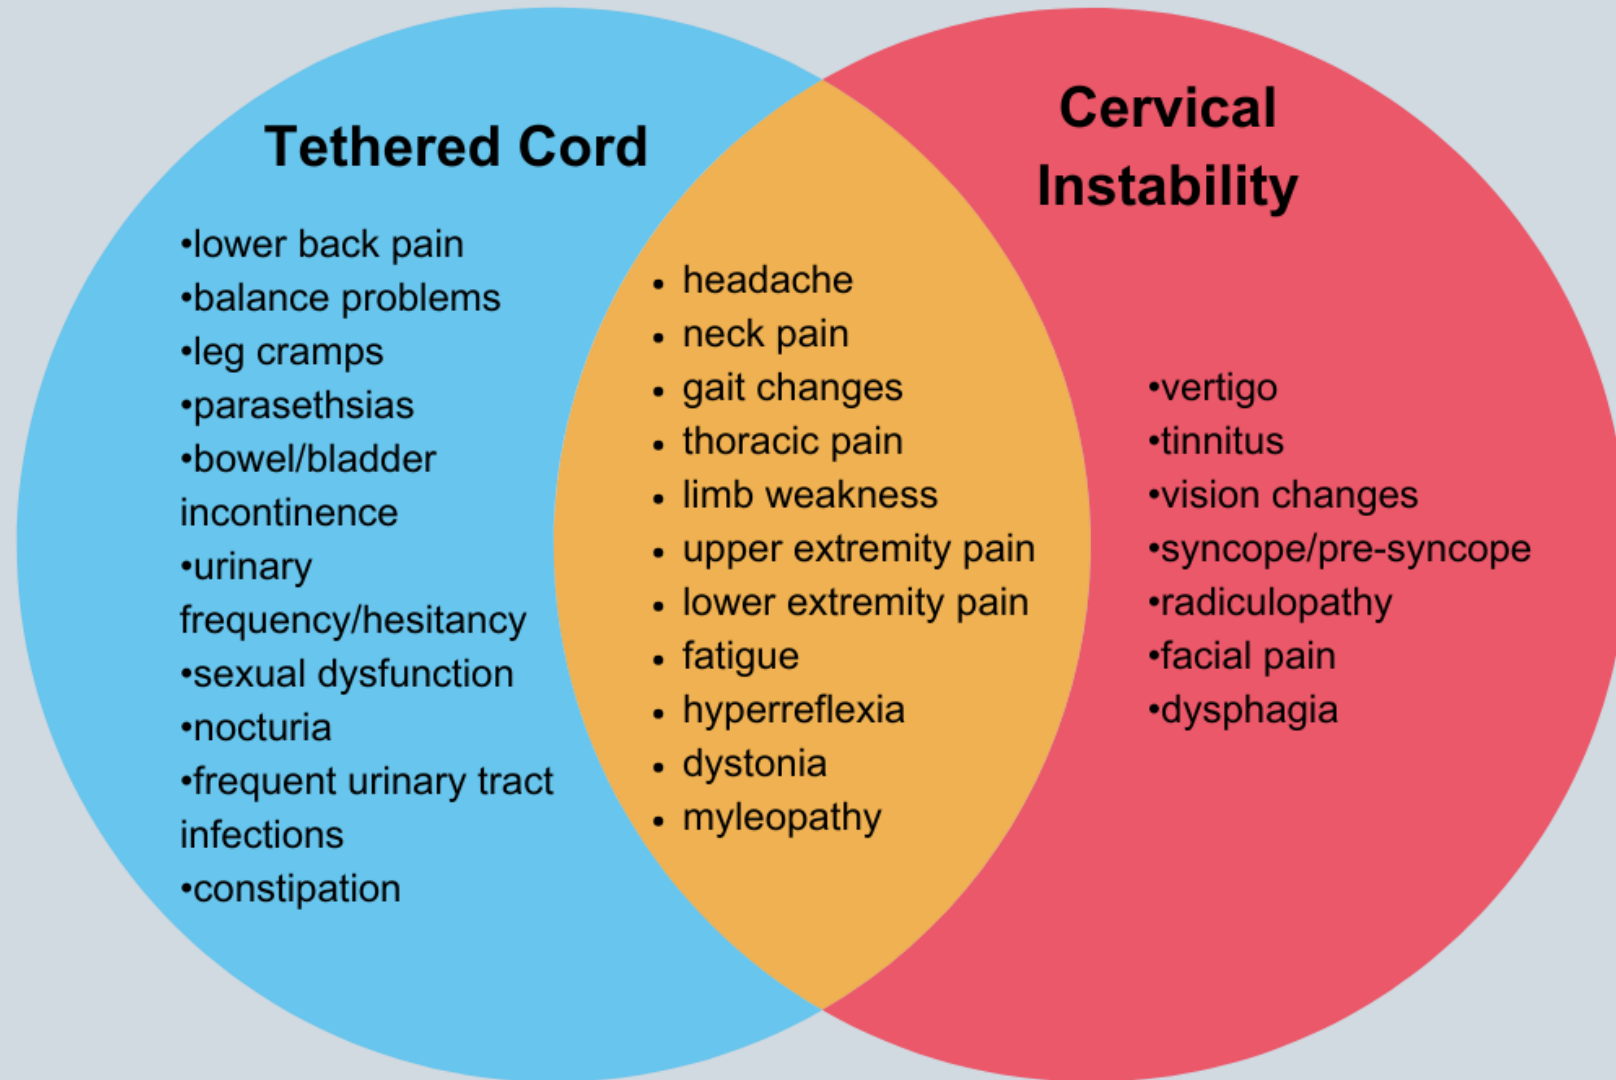 Tethered Cord
•lower back pain
•balance problems
•leg cramps
•parasethsias
•bowel/bladder
incontinence
•urinary
frequency/hesitancy
•sexual dysfunction
•nocturia
•frequent urinary tract
infections
•constipation
• headache
• neck pain
• gait changes
• thoracic pain
• limb weakness
• upper extremity pain
• lower extremity pain
• fatigue
• hyperreflexia
• dystonia
• myleopathy
Cervical
Instability
•vertigo
•tinnitus
•vision changes
•syncope/pre-syncope
•radiculopathy
•facial pain
•dysphagia